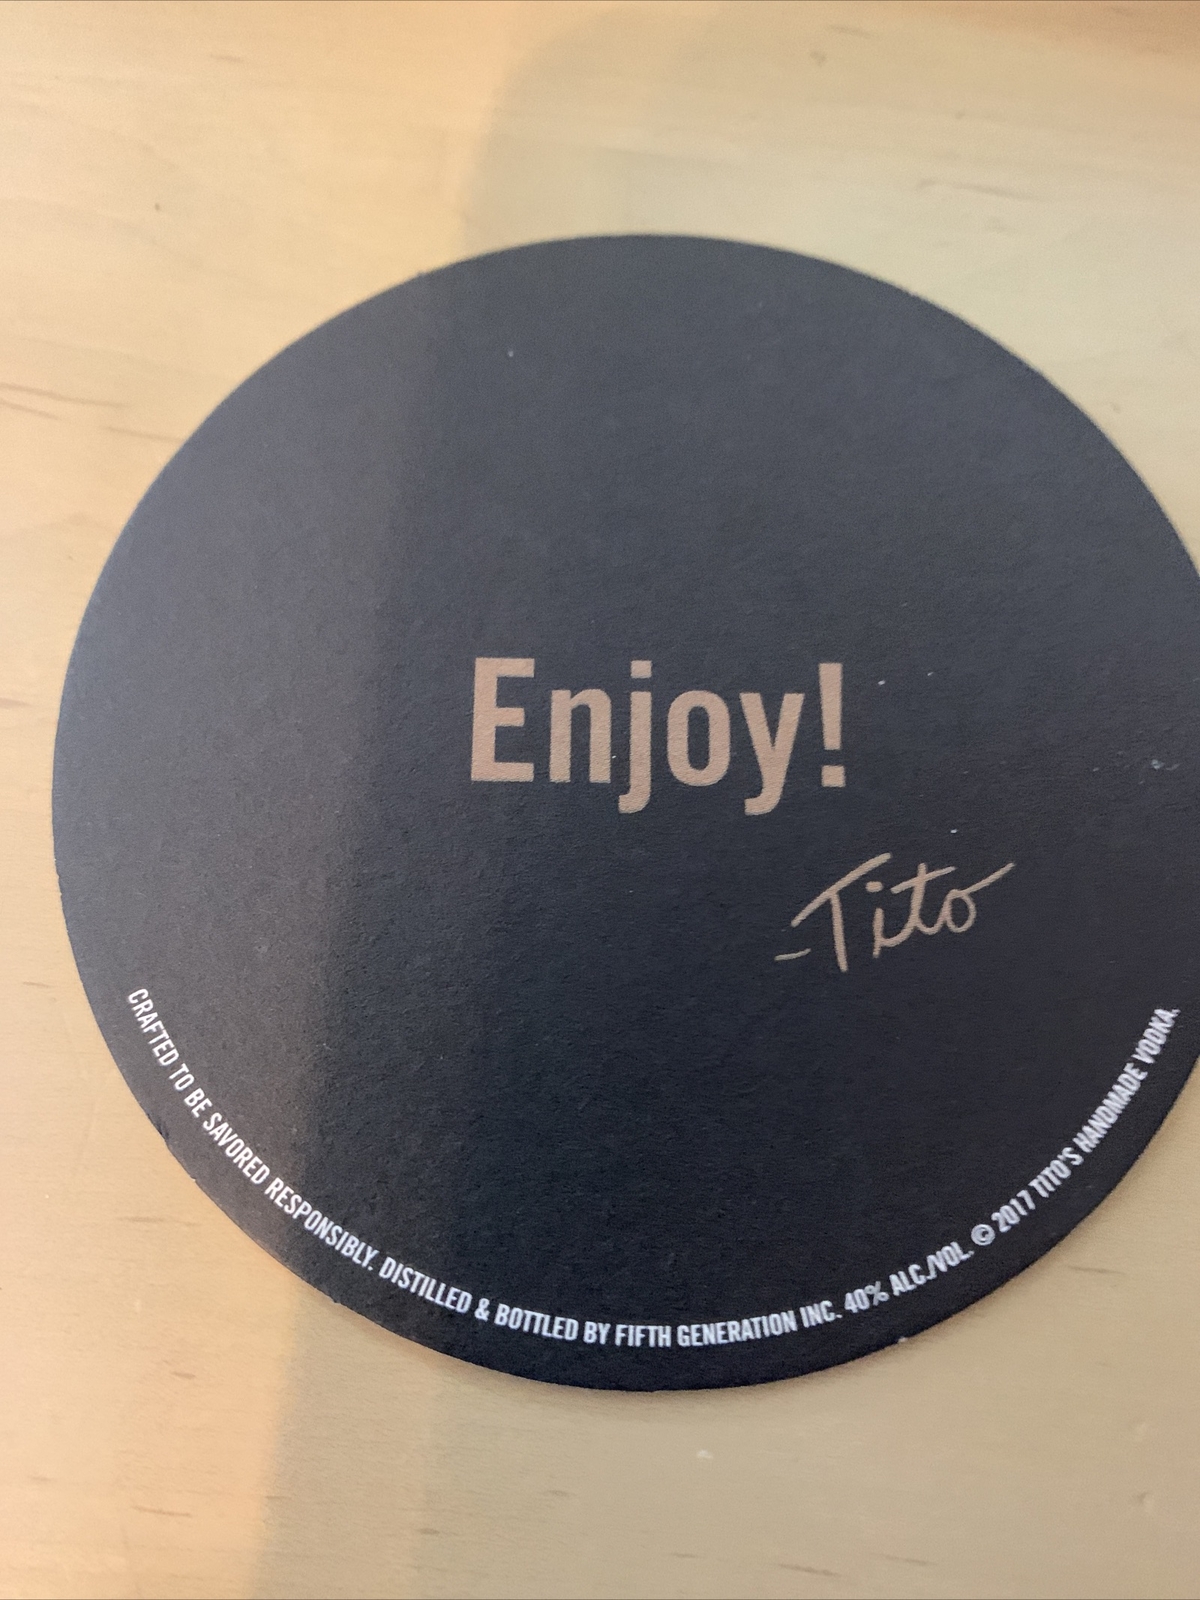 Enjoy!
-Tito
CRAFTED TO BE SAVORED RESPONSIBLY. DISTILLED & BOTTLED BY FIFTH GENERATION INC. 40% ALC./VOL. © 2017 TITO'S HANDMADE VODKA.